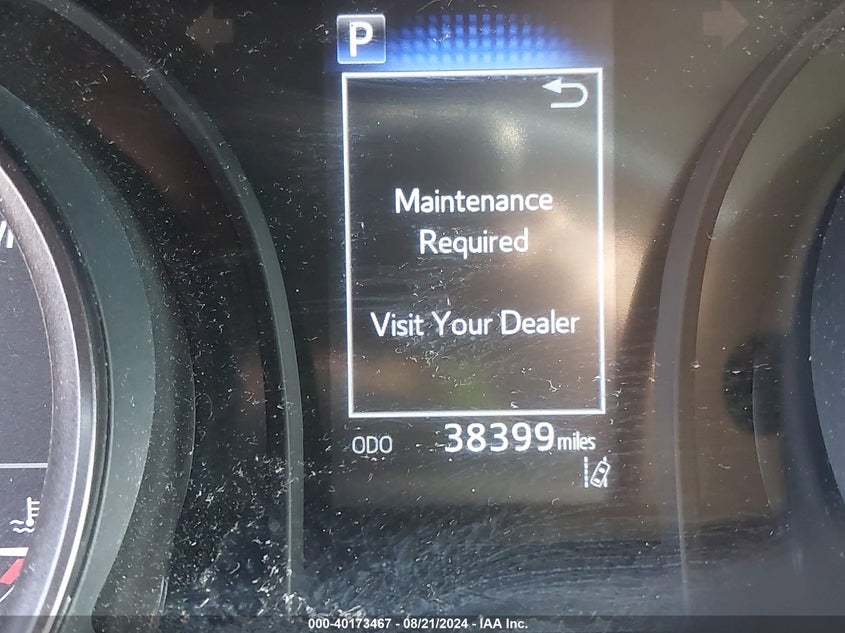 P
Maintenance
Required
Visit Your Dealer
ODO 38399 miles
000-40173467 - 08/21/2024 - IAA Inc.